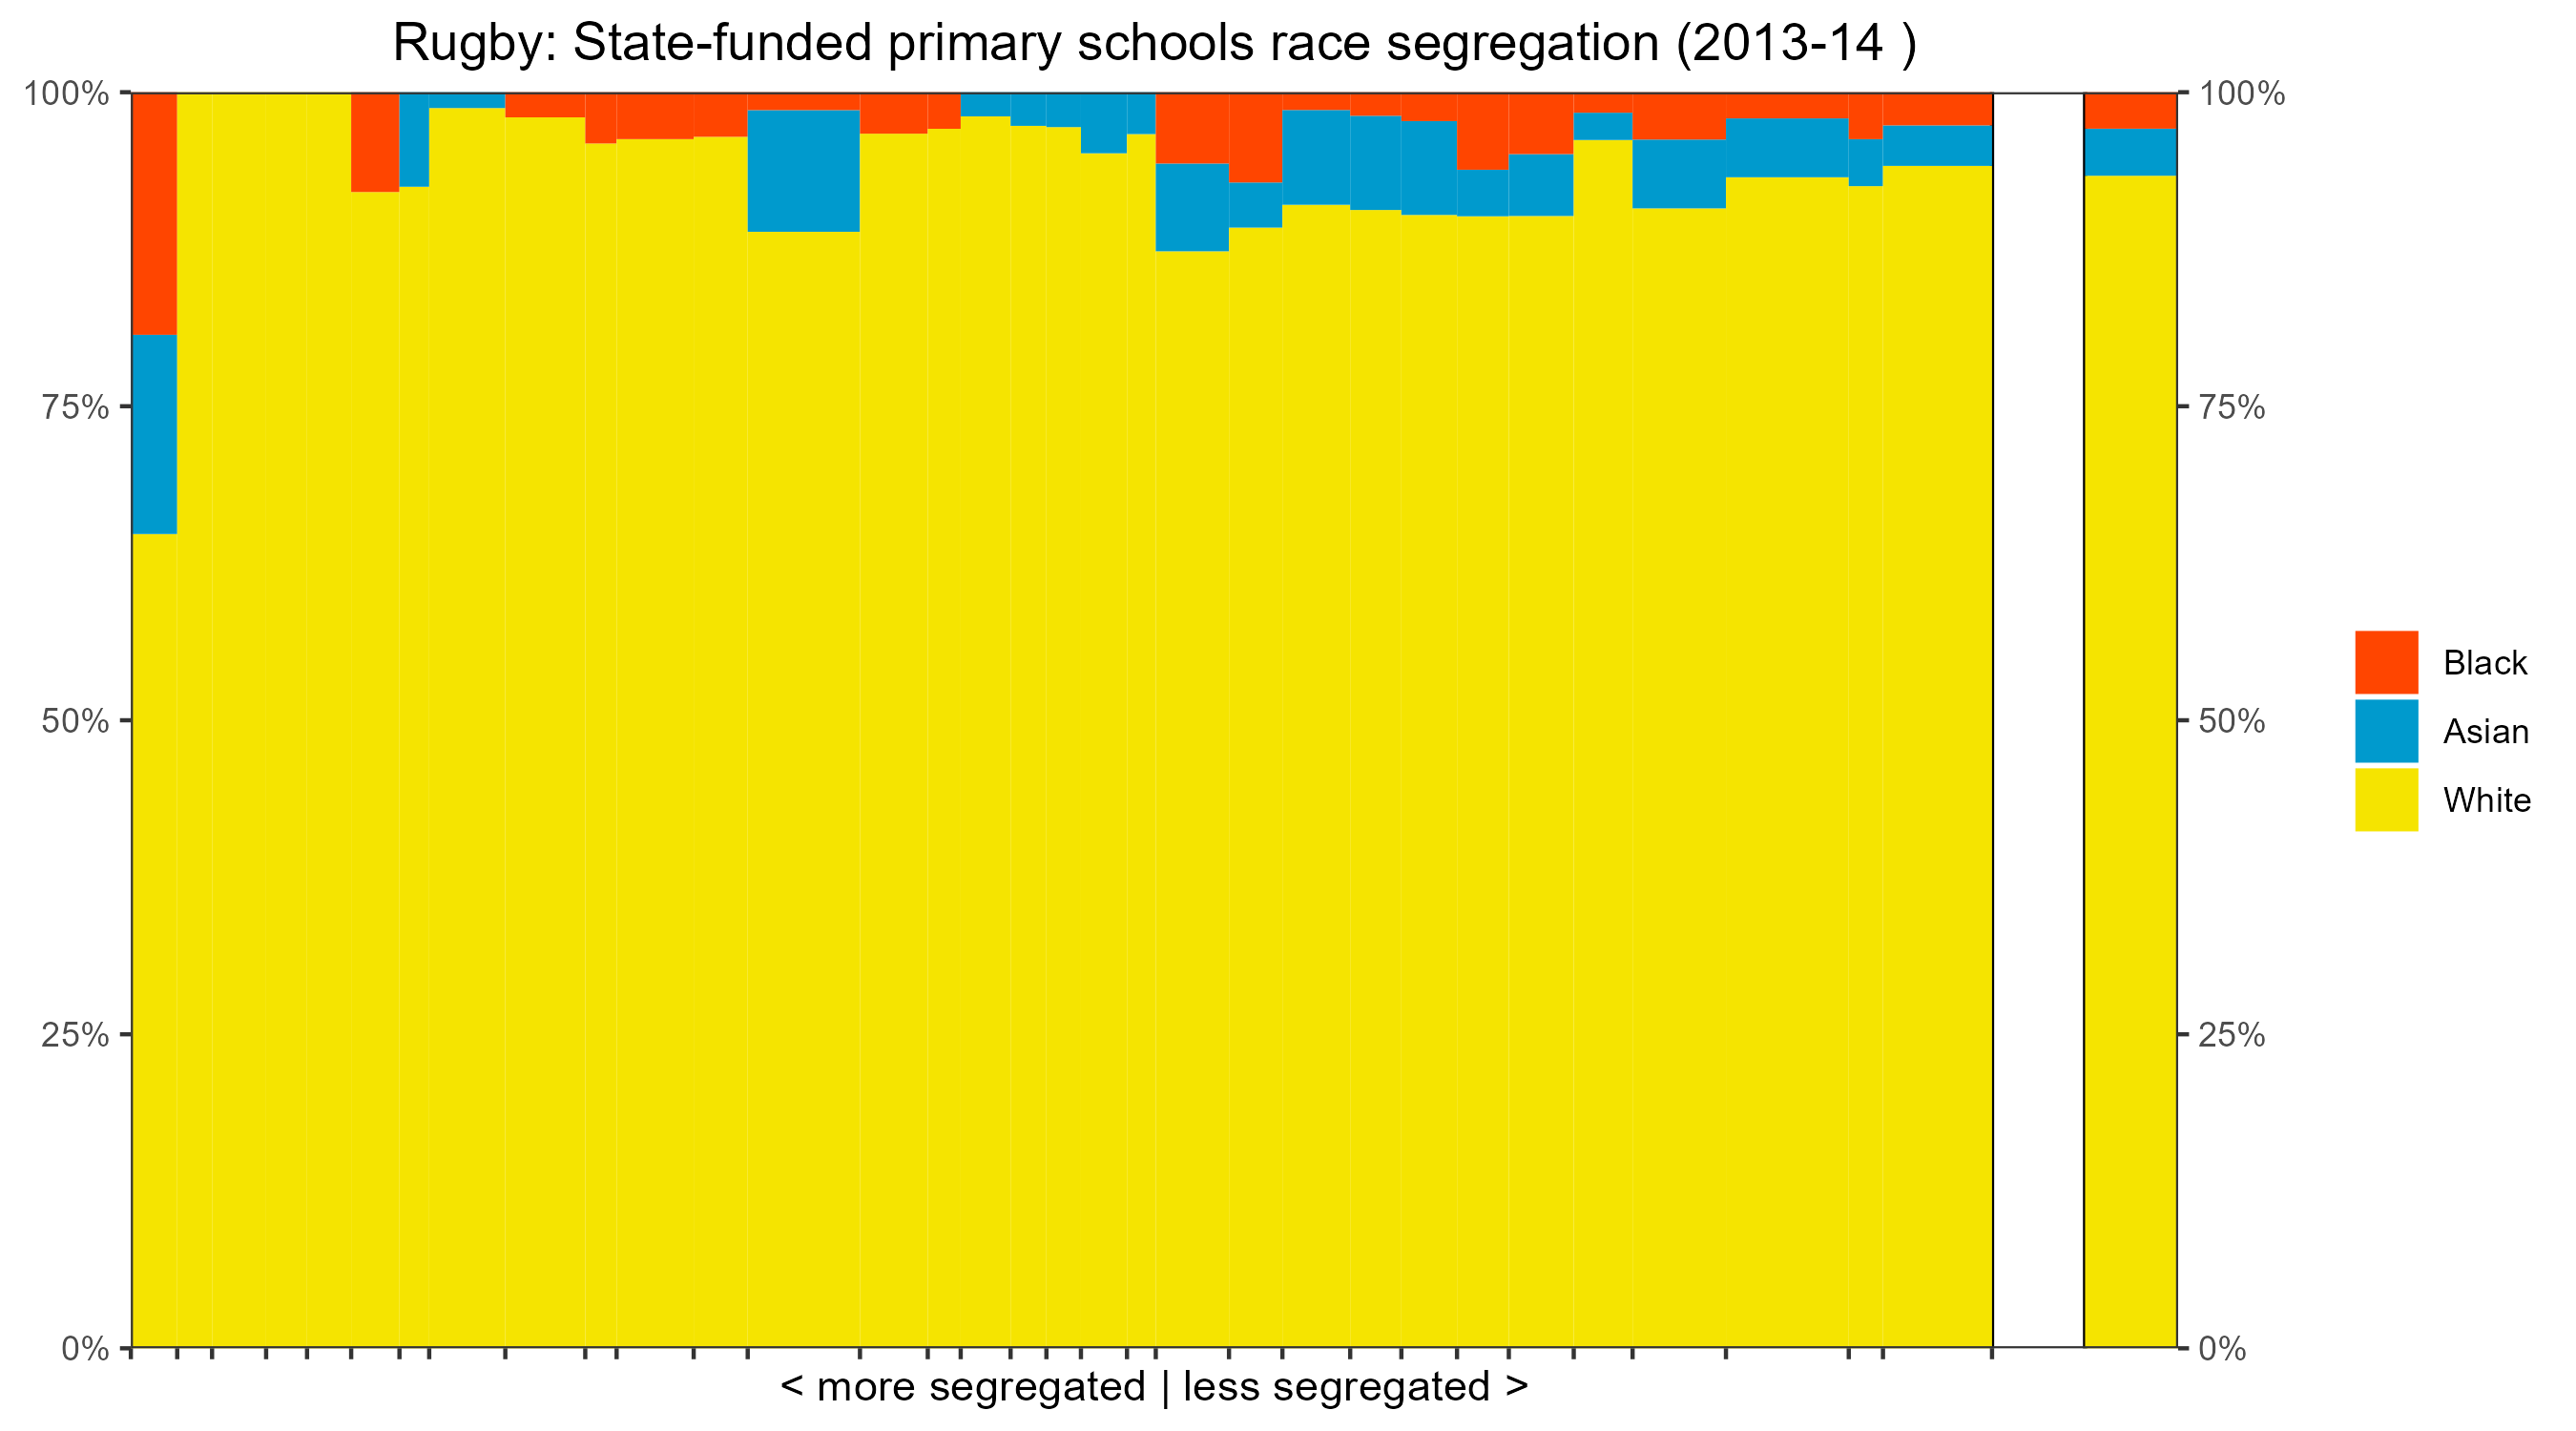 Rugby: State-funded primary schools race segregation (2013-14 )
100%
75%
50%
25%
0%
100%
75%
50%
25%
0%
Black
Asian
White
< more segregated | less segregated >